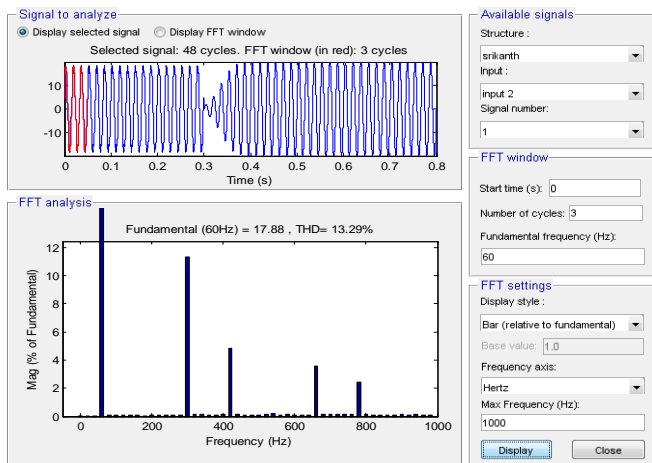 Signal to analyze
Display selected signal
Display FFT window
Selected signal: 48 cycles. FFT window (in red): 3 cycles
10
0
-10
0 0.1 0.2 0.3 0.4 0.5 0.6 0.7 0.8
Time (s)
FFT analysis
Fundamental (60Hz) = 17.88 , THD= 13.29%
Mag (% of Fundamental)
12
10
8
6
4
2
0
0 200 400 600 800 1000
Frequency (Hz)
Available signals
Structure :
srikanth
Input :
input 2
Signal number:
1
FFT window
Start time (s): 0
Number of cycles: 3
Fundamental frequency (Hz):
60
FFT settings
Display style :
Bar (relative to fundamental)
Base value: 1.0
Frequency axis:
Hertz
Max Frequency (Hz):
1000
Display
Close